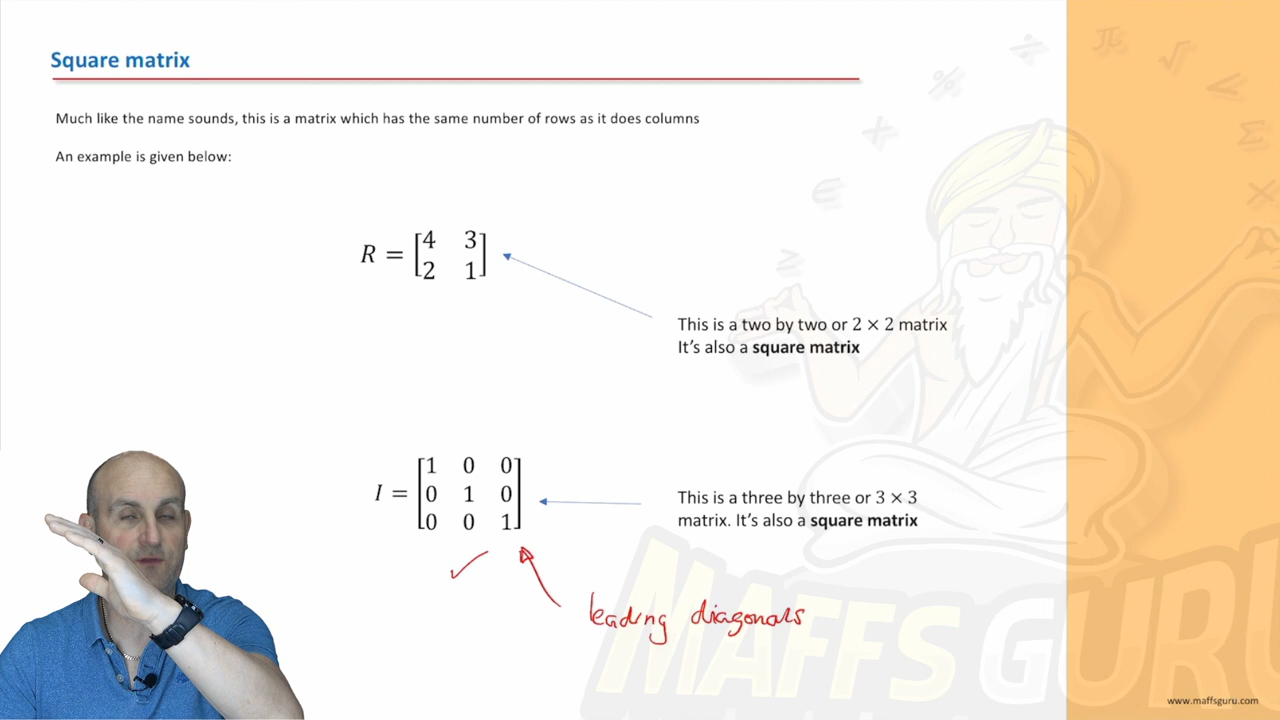 Square matrix
Much like the name sounds, this is a matrix which has the same number of rows as it does columns
An example is given below:
R = [4 3
2 1]
This is a two by two or 2 × 2 matrix
It's also a square matrix
I = [1 0 0
0 1 0
0 0 1]
This is a three by three or 3 × 3
matrix. It's also a square matrix
leading diagonals
MAFFS GURU
www.maffsguru.com